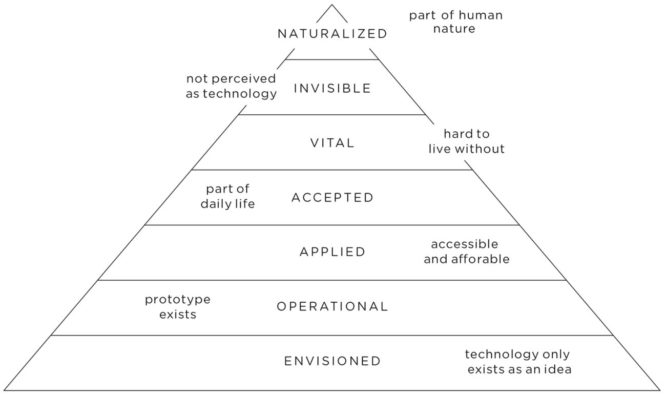 NATURALIZED
part of human
nature
not perceived
as technology
INVISIBLE
VITAL
hard to
live without
part of
daily life
ACCEPTED
APPLIED
accessible
and afforable
prototype
exists
OPERATIONAL
ENVISIONED
technology only
exists as an idea